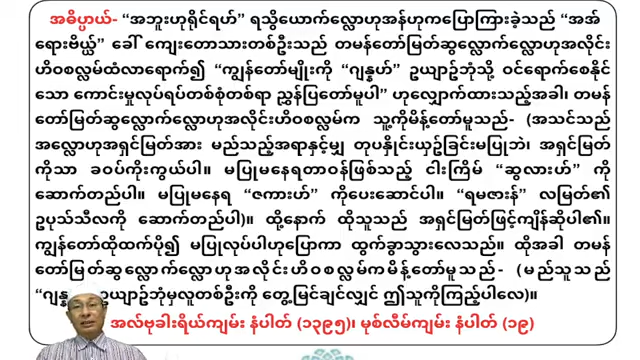 အဓိပ္ပာယ်- “အဘူးဟုရိုင်ရဟ်” ရသွိယောက်လ္လောဟုအန်ဟုကပြောကြားခဲ့သည် “အအ်
ရောဗိယ်ျ” ခေါ် ကျေးတောသားတစ်ဦးသည် တမန်တော်မြတ်ဆွလ္လောက်လ္လောဟုအလိုင်း
ဟိဝစလ္လမ်ထံလာရောက်၍ “ကျွန်တော်မျိုးကို “ဂျန္နဟ်” ဥယျာဥ်ဘုံသို့ ဝင်ရောက်စေနိုင်
သော ကောင်းမှုလုပ်ရပ်တစ်စုံတစ်ရာ ညွှန်ပြတော်မူပါ” ဟုလျှောက်ထားသည့်အခါ၊ တမန်
တော်မြတ်ဆွလ္လောက်လ္လောဟုအလိုင်းဟိဝစလ္လမ်က သူ့ကိုမိန့်တော်မူသည်- (အသင်သည်
အလ္လောဟုအရှင်မြတ်အား မည်သည့်အရာနှင့်မျှ တုပနှိုင်းယှဥ်ခြင်းမပြုဘဲ၊ အရှင်မြတ်
ကိုသာ ခဝပ်ကိုးကွယ်ပါ။ မပြုမနေရတာဝန်ဖြစ်သည့် ငါးကြိမ် “ဆွလားဟ်” ကို
ဆောက်တည်ပါ။ မပြုမနေရ “ဇကားဟ်” ကိုပေးဆောင်ပါ။ “ရမဇားန်” လမြတ်၏
ဥပုသ်သီလကို ဆောက်တည်ပါ)။ ထို့နောက် ထိုသူသည် အရှင်မြတ်ဖြင့်ကျိန်ဆိုပါ၏။
ကျွန်တော်ထိုထက်ပို၍ မပြုလုပ်ပါဟုပြောကာ ထွက်ခွာသွားလေသည်။ ထိုအခါ တမန်
တော်မြတ်ဆွလ္လောက်လ္လောဟုအလိုင်းဟိဝစလ္လမ်ကမိန့်တော်မူသည်- (မည်သူသည်
“ဂျန္န ဥယျာဥ်ဘုံမှလူတစ်ဦးကို တွေ့မြင်ချင်လျှင် ဤသူကိုကြည့်ပါလေ)။
အလ်ဗုခါးရိယ်ကျမ်း နံပါတ် (၁၃၉၅)၊ မုစ်လီမ်ကျမ်း နံပါတ် (၁၉)